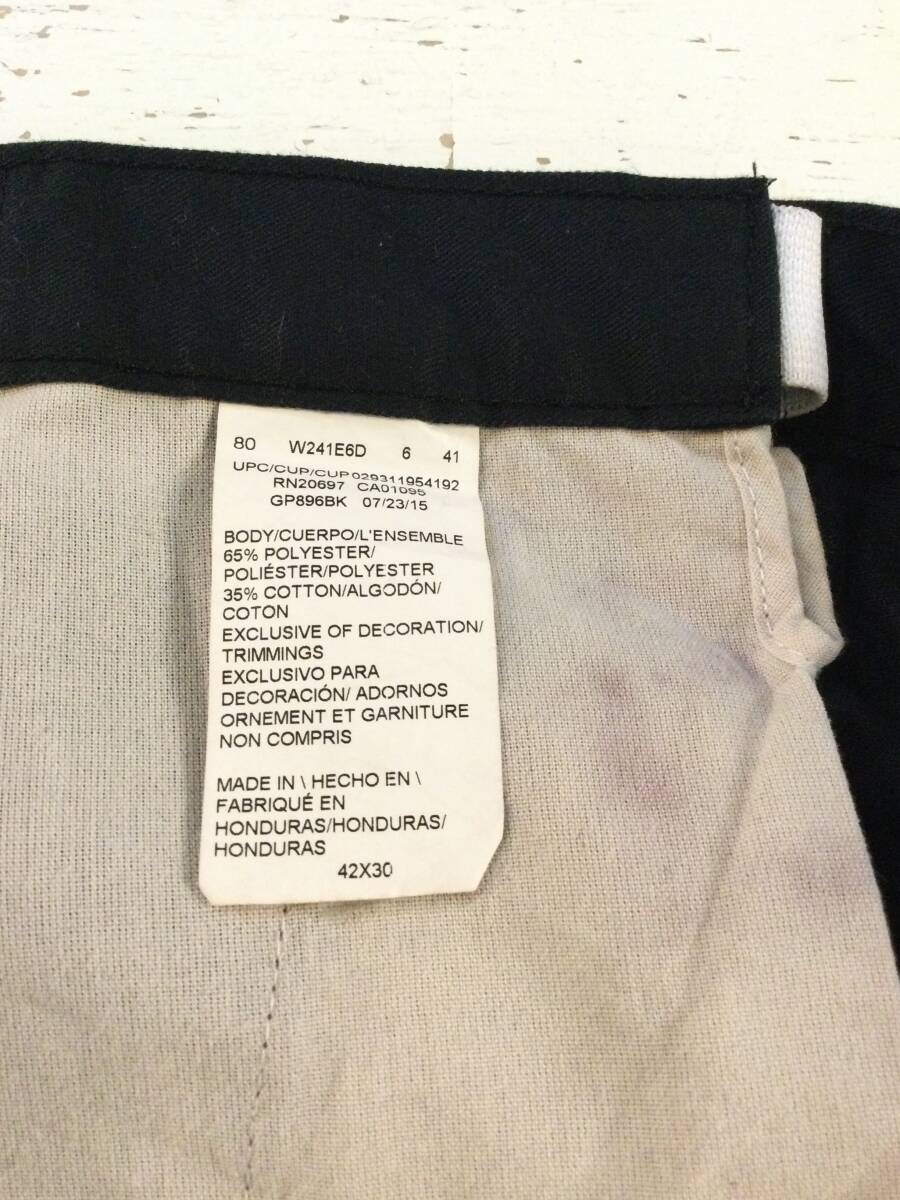 80 W241E6D 6 41
UPC/CUP/CUP029311954192
RN20697 CA01095
GP896BK 07/23/15
BODY/CUERPO/L'ENSEMBLE
65% POLYESTER/
POLIÉSTER/POLYESTER
35% COTTON/ALGODÓN/
COTON
EXCLUSIVE OF DECORATION/
TRIMMINGS
EXCLUSIVO PARA
DECORACIÓN/ ADORNOS
ORNEMENT ET GARNITURE
NON COMPRIS
MADE IN \ HECHO EN \
FABRIQUÉ EN
HONDURAS/HONDURAS/
HONDURAS
42X30